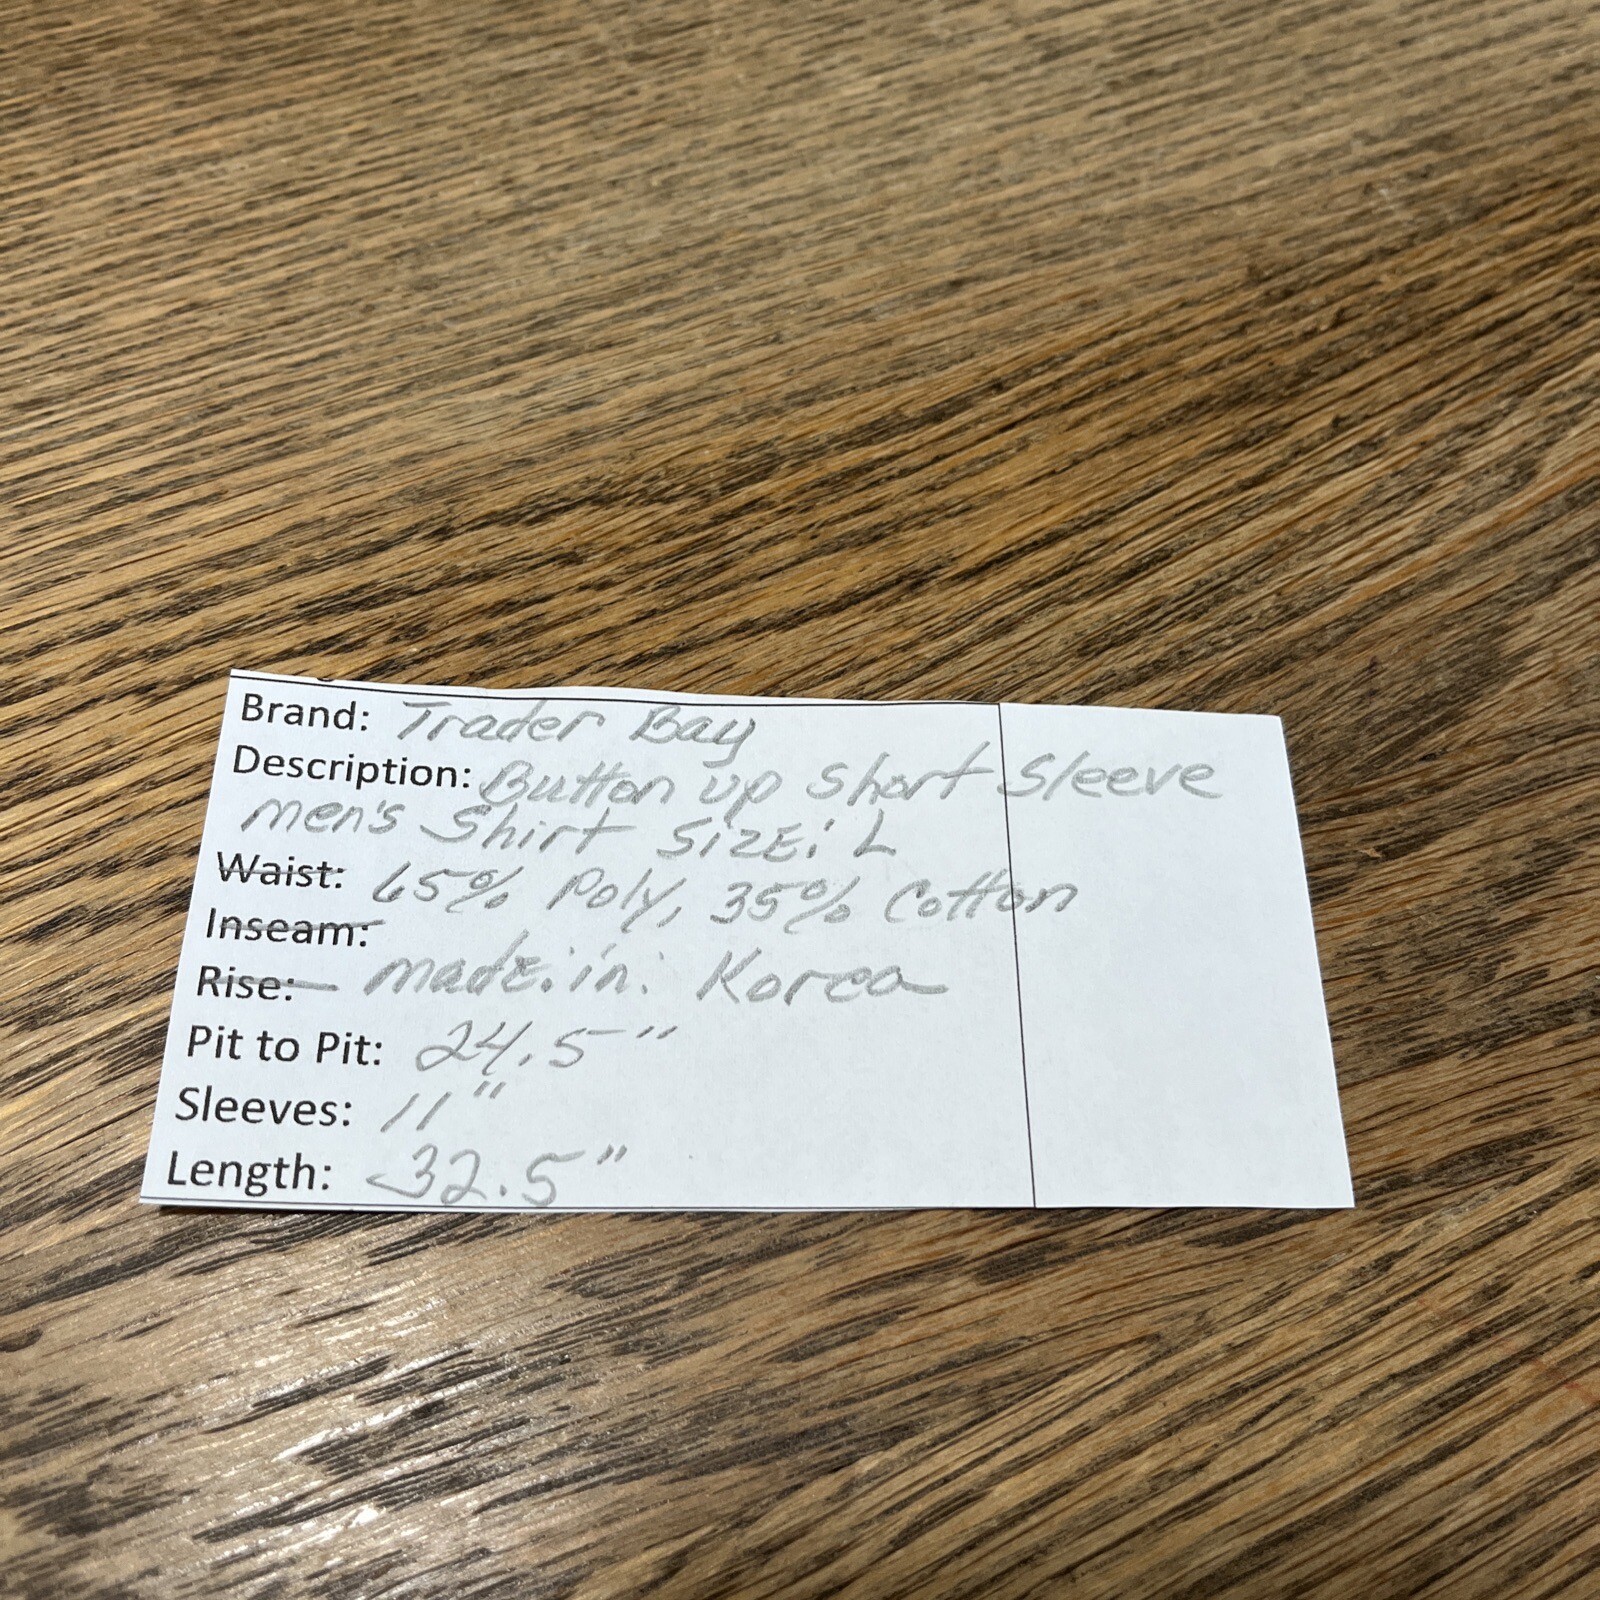 Brand: Trader Bay
Description: Button up Short Sleeve
men's Shirt SizE: L
Waist: 65% Poly, 35% Cotton
Inseam:
Rise: made.in: Korea
Pit to Pit: 24.5"
Sleeves: 11"
Length: 32.5"